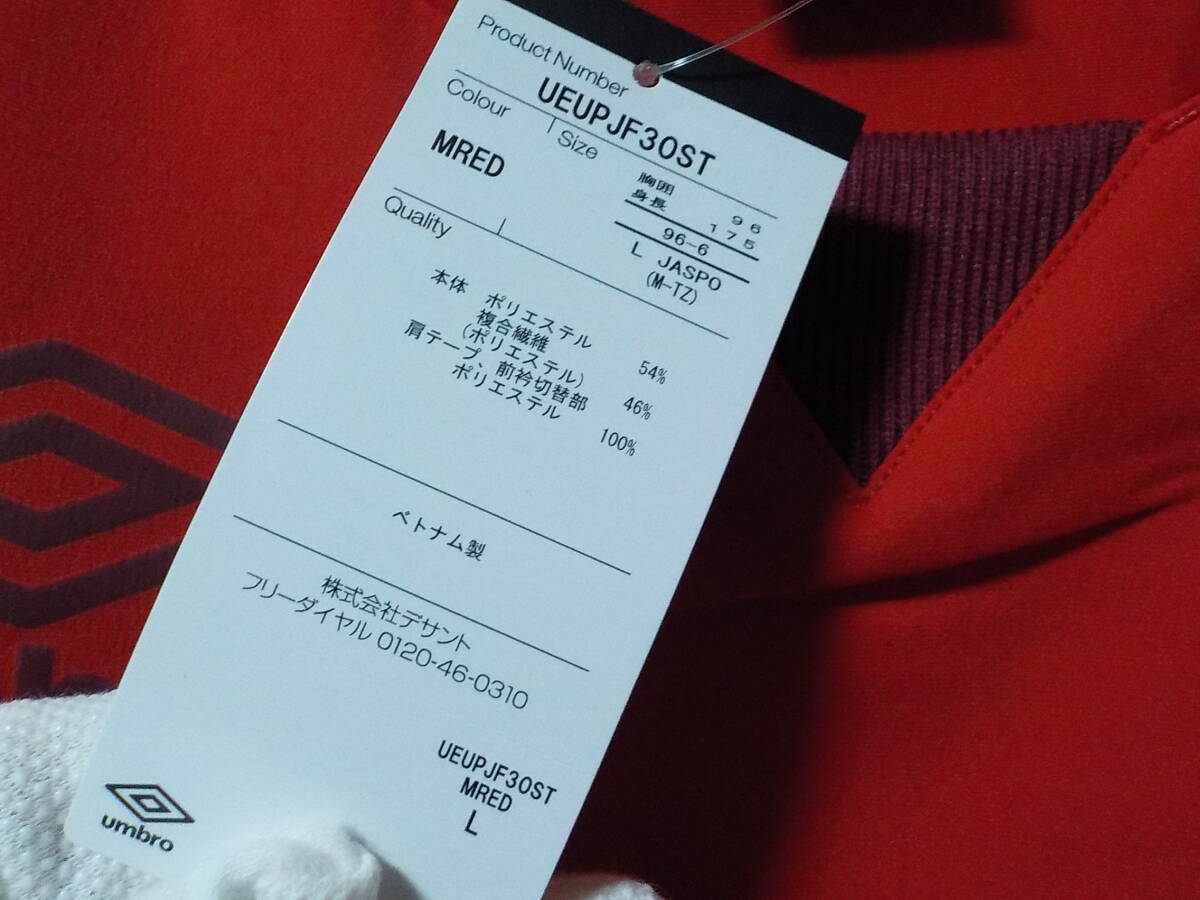 Product Number
UEUPJF30ST
Colour
Size
MRED
胸囲 96
身長 175
96-6
L JASPO
(M-TZ)
Quality
本体 ポリエステル 54%
複合繊維
(ポリエステル) 46%
肩テープ、前衿切替部
ポリエステル 100%
ベトナム製
株式会社デサント
フリーダイヤル 0120-46-0310
UEUPJF30ST
MRED
L
umbro